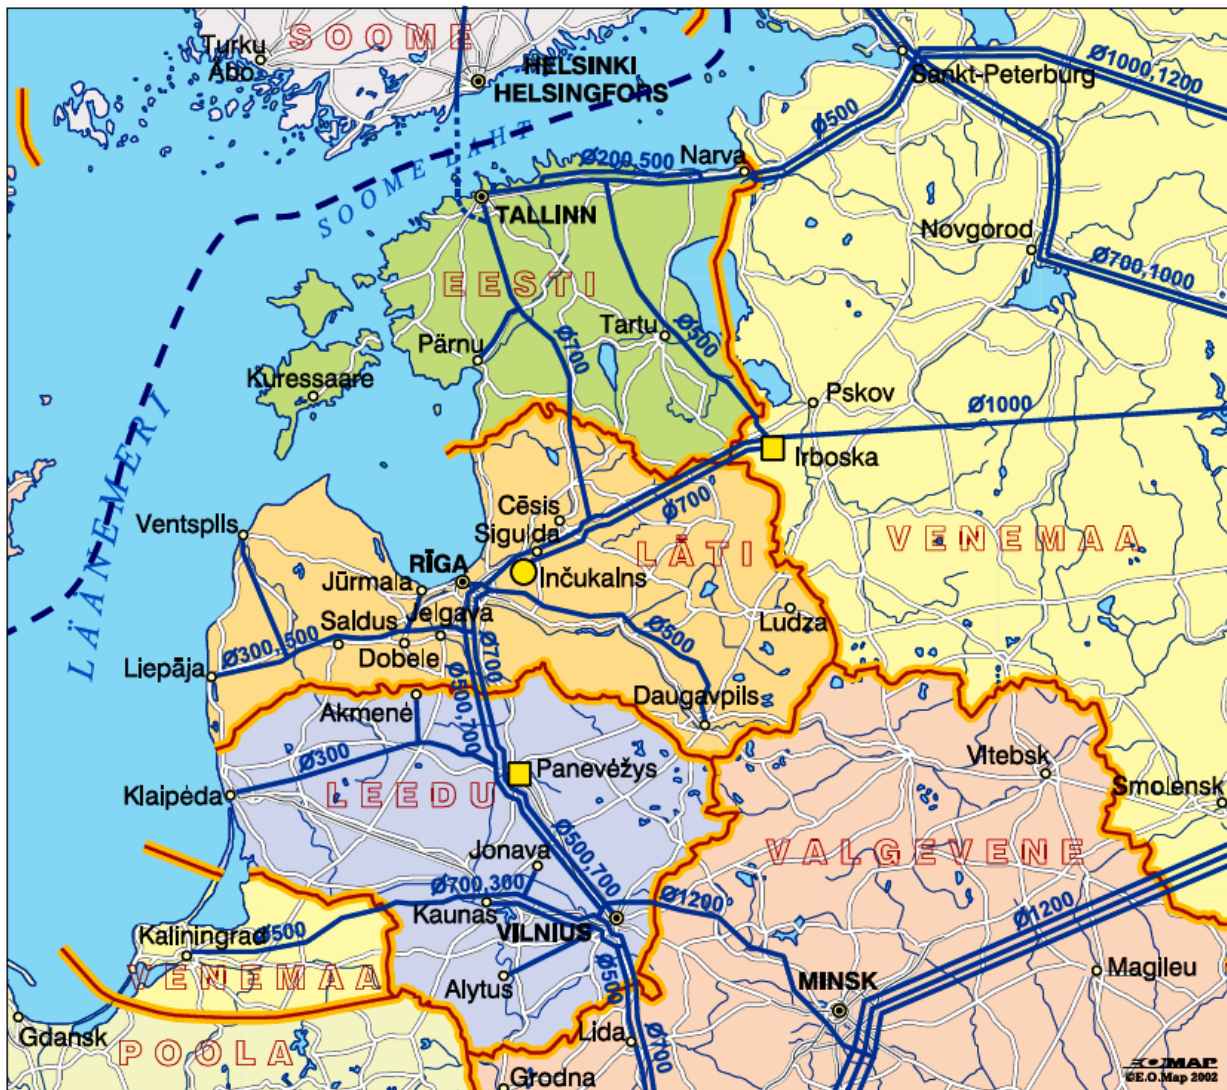 SOOME
Turku
Åbo
HELSINKI
HELSINGFORS
Sankt-Peterburg
Ø1000,1200
Ø500
SOOME LAHT
Ø200,500
Narva
TALLINN
Novgorod
Ø700,1000
EESTI
Pärnu
Ø700
Tartu
Ø500
Kuressaare
Pskov
Ø1000
LÄÄNEMERI
Irboska
Ø700
Cēsis
Sigulda
Ventspils
VENEMAA
LÄTI
RĪGA
Inčukalns
Jūrmala
Saldus
Jelgava
Ludza
Ø300,,500
Dobele
Ø500
Ø700
Liepāja
Ø500,700
Daugavpils
Akmenė
Ø300
Vitebsk
Panevėžys
Klaipėda
LEEDU
Smolensk
Ø500,700
VALGEVENE
Jonava
Ø700,300
Ø1200
Kaunas
Ø1200
Kaliningrad
Ø500
VILNIUS
VENEMAA
Ø500
Magileu
Alytus
MINSK
Gdansk
Lida
Ø700
POOLA
Grodna
E.O.MAP
©E.O.Map 2002